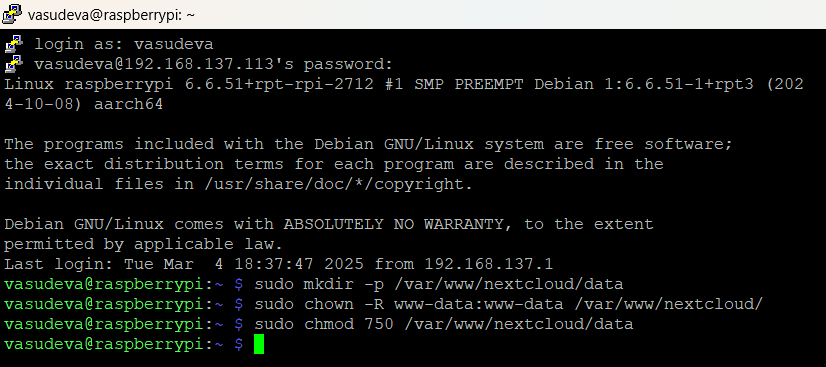 vasudeva@raspberrypi: ~
login as: vasudeva
vasudeva@192.168.137.113's password:
Linux raspberrypi 6.6.51+rpt-rpi-2712 #1 SMP PREEMPT Debian 1:6.6.51-1+rpt3 (202
4-10-08) aarch64
The programs included with the Debian GNU/Linux system are free software;
the exact distribution terms for each program are described in the
individual files in /usr/share/doc/*/copyright.
Debian GNU/Linux comes with ABSOLUTELY NO WARRANTY, to the extent
permitted by applicable law.
Last login: Tue Mar  4 18:37:47 2025 from 192.168.137.1
vasudeva@raspberrypi:~ $ sudo mkdir -p /var/www/nextcloud/data
vasudeva@raspberrypi:~ $ sudo chown -R www-data:www-data /var/www/nextcloud/
vasudeva@raspberrypi:~ $ sudo chmod 750 /var/www/nextcloud/data
vasudeva@raspberrypi:~ $